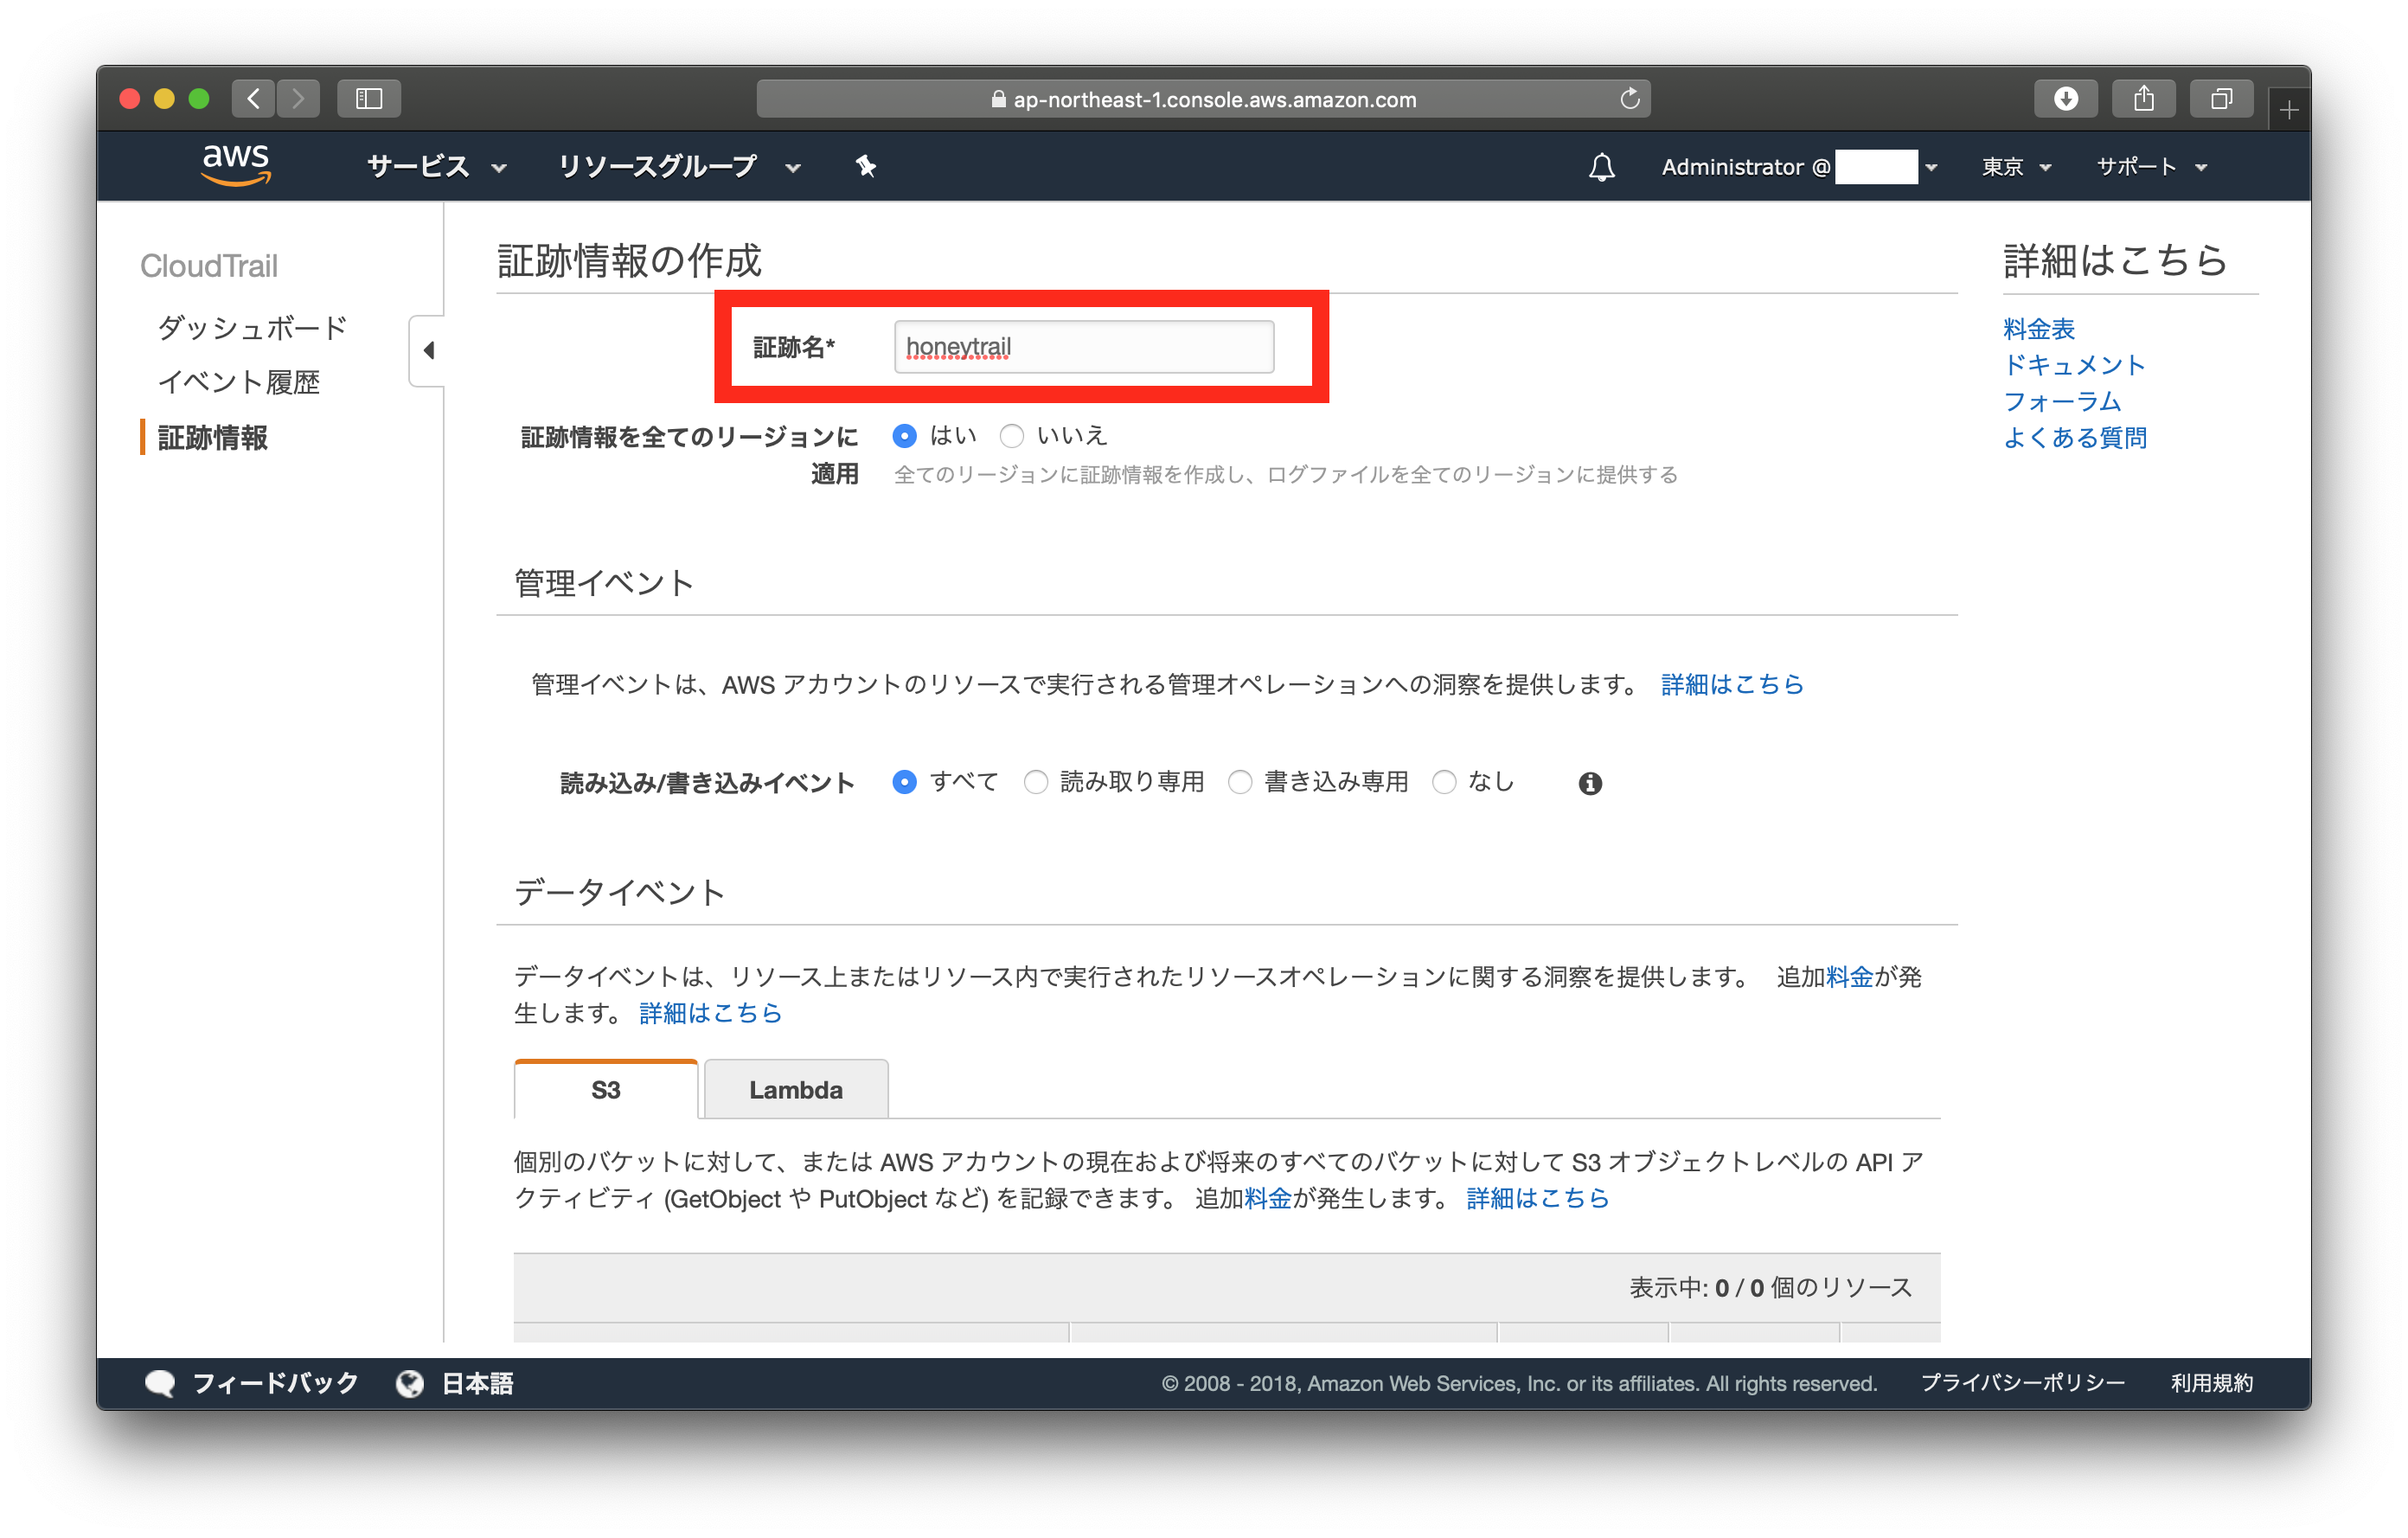 ap-northeast-1.console.aws.amazon.com
aws サービス リソースグループ Administrator @ 東京 サポート
CloudTrail
ダッシュボード
イベント履歴
証跡情報
証跡情報の作成
証跡名* honeytrail
証跡情報を全てのリージョンに
適用
はい いいえ
全てのリージョンに証跡情報を作成し、ログファイルを全てのリージョンに提供する
管理イベント
管理イベントは、AWS アカウントのリソースで実行される管理オペレーションへの洞察を提供します。 詳細はこちら
読み込み/書き込みイベント すべて 読み取り専用 書き込み専用 なし
データイベント
データイベントは、リソース上またはリソース内で実行されたリソースオペレーションに関する洞察を提供します。 追加料金が発
生します。 詳細はこちら
S3 Lambda
個別のバケットに対して、または AWS アカウントの現在および将来のすべてのバケットに対して S3 オブジェクトレベルの API ア
クティビティ (GetObject や PutObject など) を記録できます。 追加料金が発生します。 詳細はこちら
表示中: 0 / 0 個のリソース
詳細はこちら
料金表
ドキュメント
フォーラム
よくある質問
フィードバック 日本語 © 2008 - 2018, Amazon Web Services, Inc. or its affiliates. All rights reserved. プライバシーポリシー 利用規約